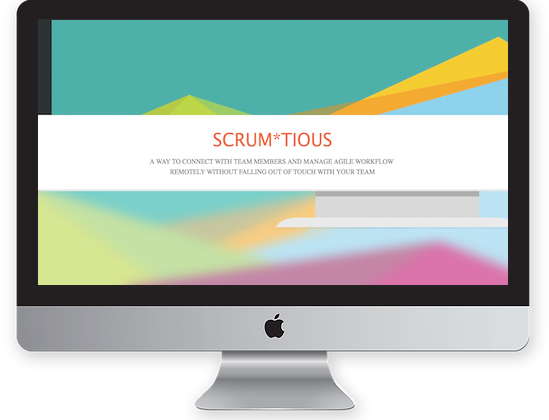 SCRUM*TIOUS
A WAY TO CONNECT WITH TEAM MEMBERS AND MANAGE AGILE WORKFLOW
REMOTELY WITHOUT FALLING OUT OF TOUCH WITH YOUR TEAM